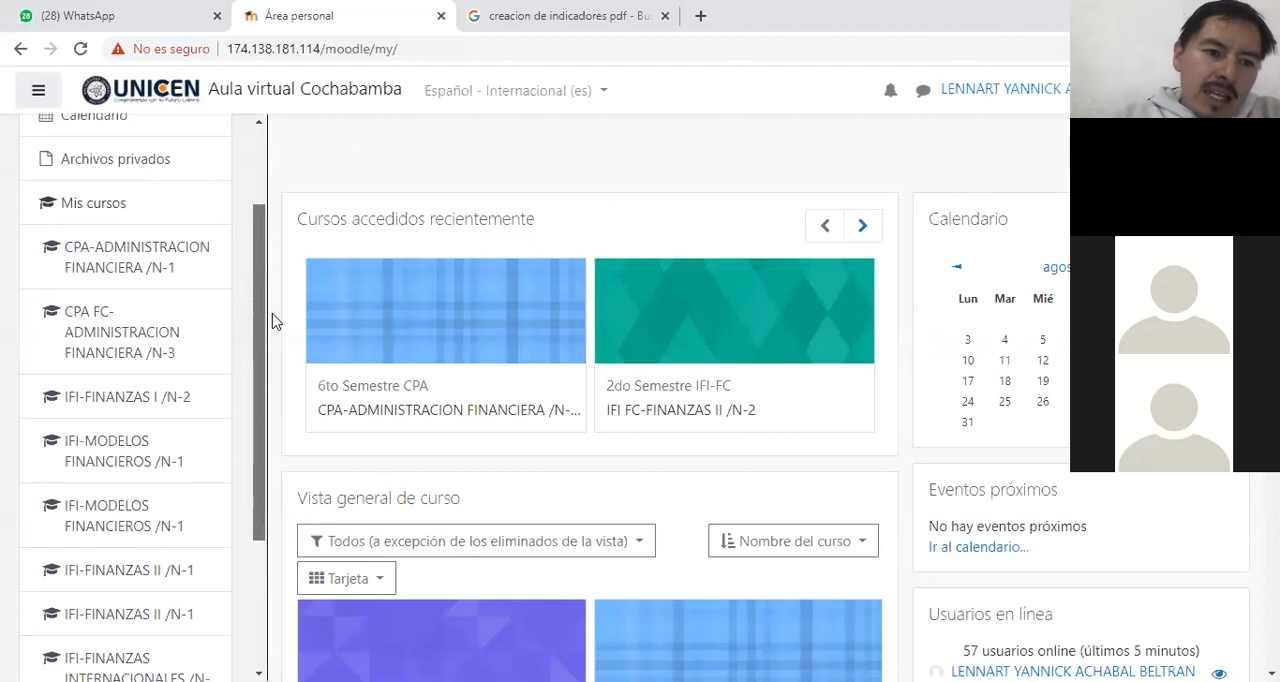 (28) WhatsApp
Área personal
creacion de indicadores pdf - Bu
No es seguro
174.138.181.114/moodle/my/
UNICEN
Aula virtual Cochabamba
Español - Internacional (es)
LENNART YANNICK A
Calendario
Archivos privados
Mis cursos
CPA-ADMINISTRACION
FINANCIERA /N-1
CPA FC-
ADMINISTRACION
FINANCIERA /N-3
IFI-FINANZAS I /N-2
IFI-MODELOS
FINANCIEROS /N-1
IFI-MODELOS
FINANCIEROS /N-1
IFI-FINANZAS II /N-1
IFI-FINANZAS II /N-1
IFI-FINANZAS
INTERNACIONALES /N-
Cursos accedidos recientemente
6to Semestre CPA
CPA-ADMINISTRACION FINANCIERA /N-...
2do Semestre IFI-FC
IFI FC-FINANZAS II /N-2
Vista general de curso
Todos (a excepción de los eliminados de la vista)
Nombre del curso
Tarjeta
Calendario
agos
Lun Mar Mié
3 4 5
10 11 12
17 18 19
24 25 26
31
Eventos próximos
No hay eventos próximos
Ir al calendario...
Usuarios en línea
57 usuarios online (últimos 5 minutos)
LENNART YANNICK ACHABAL BELTRAN